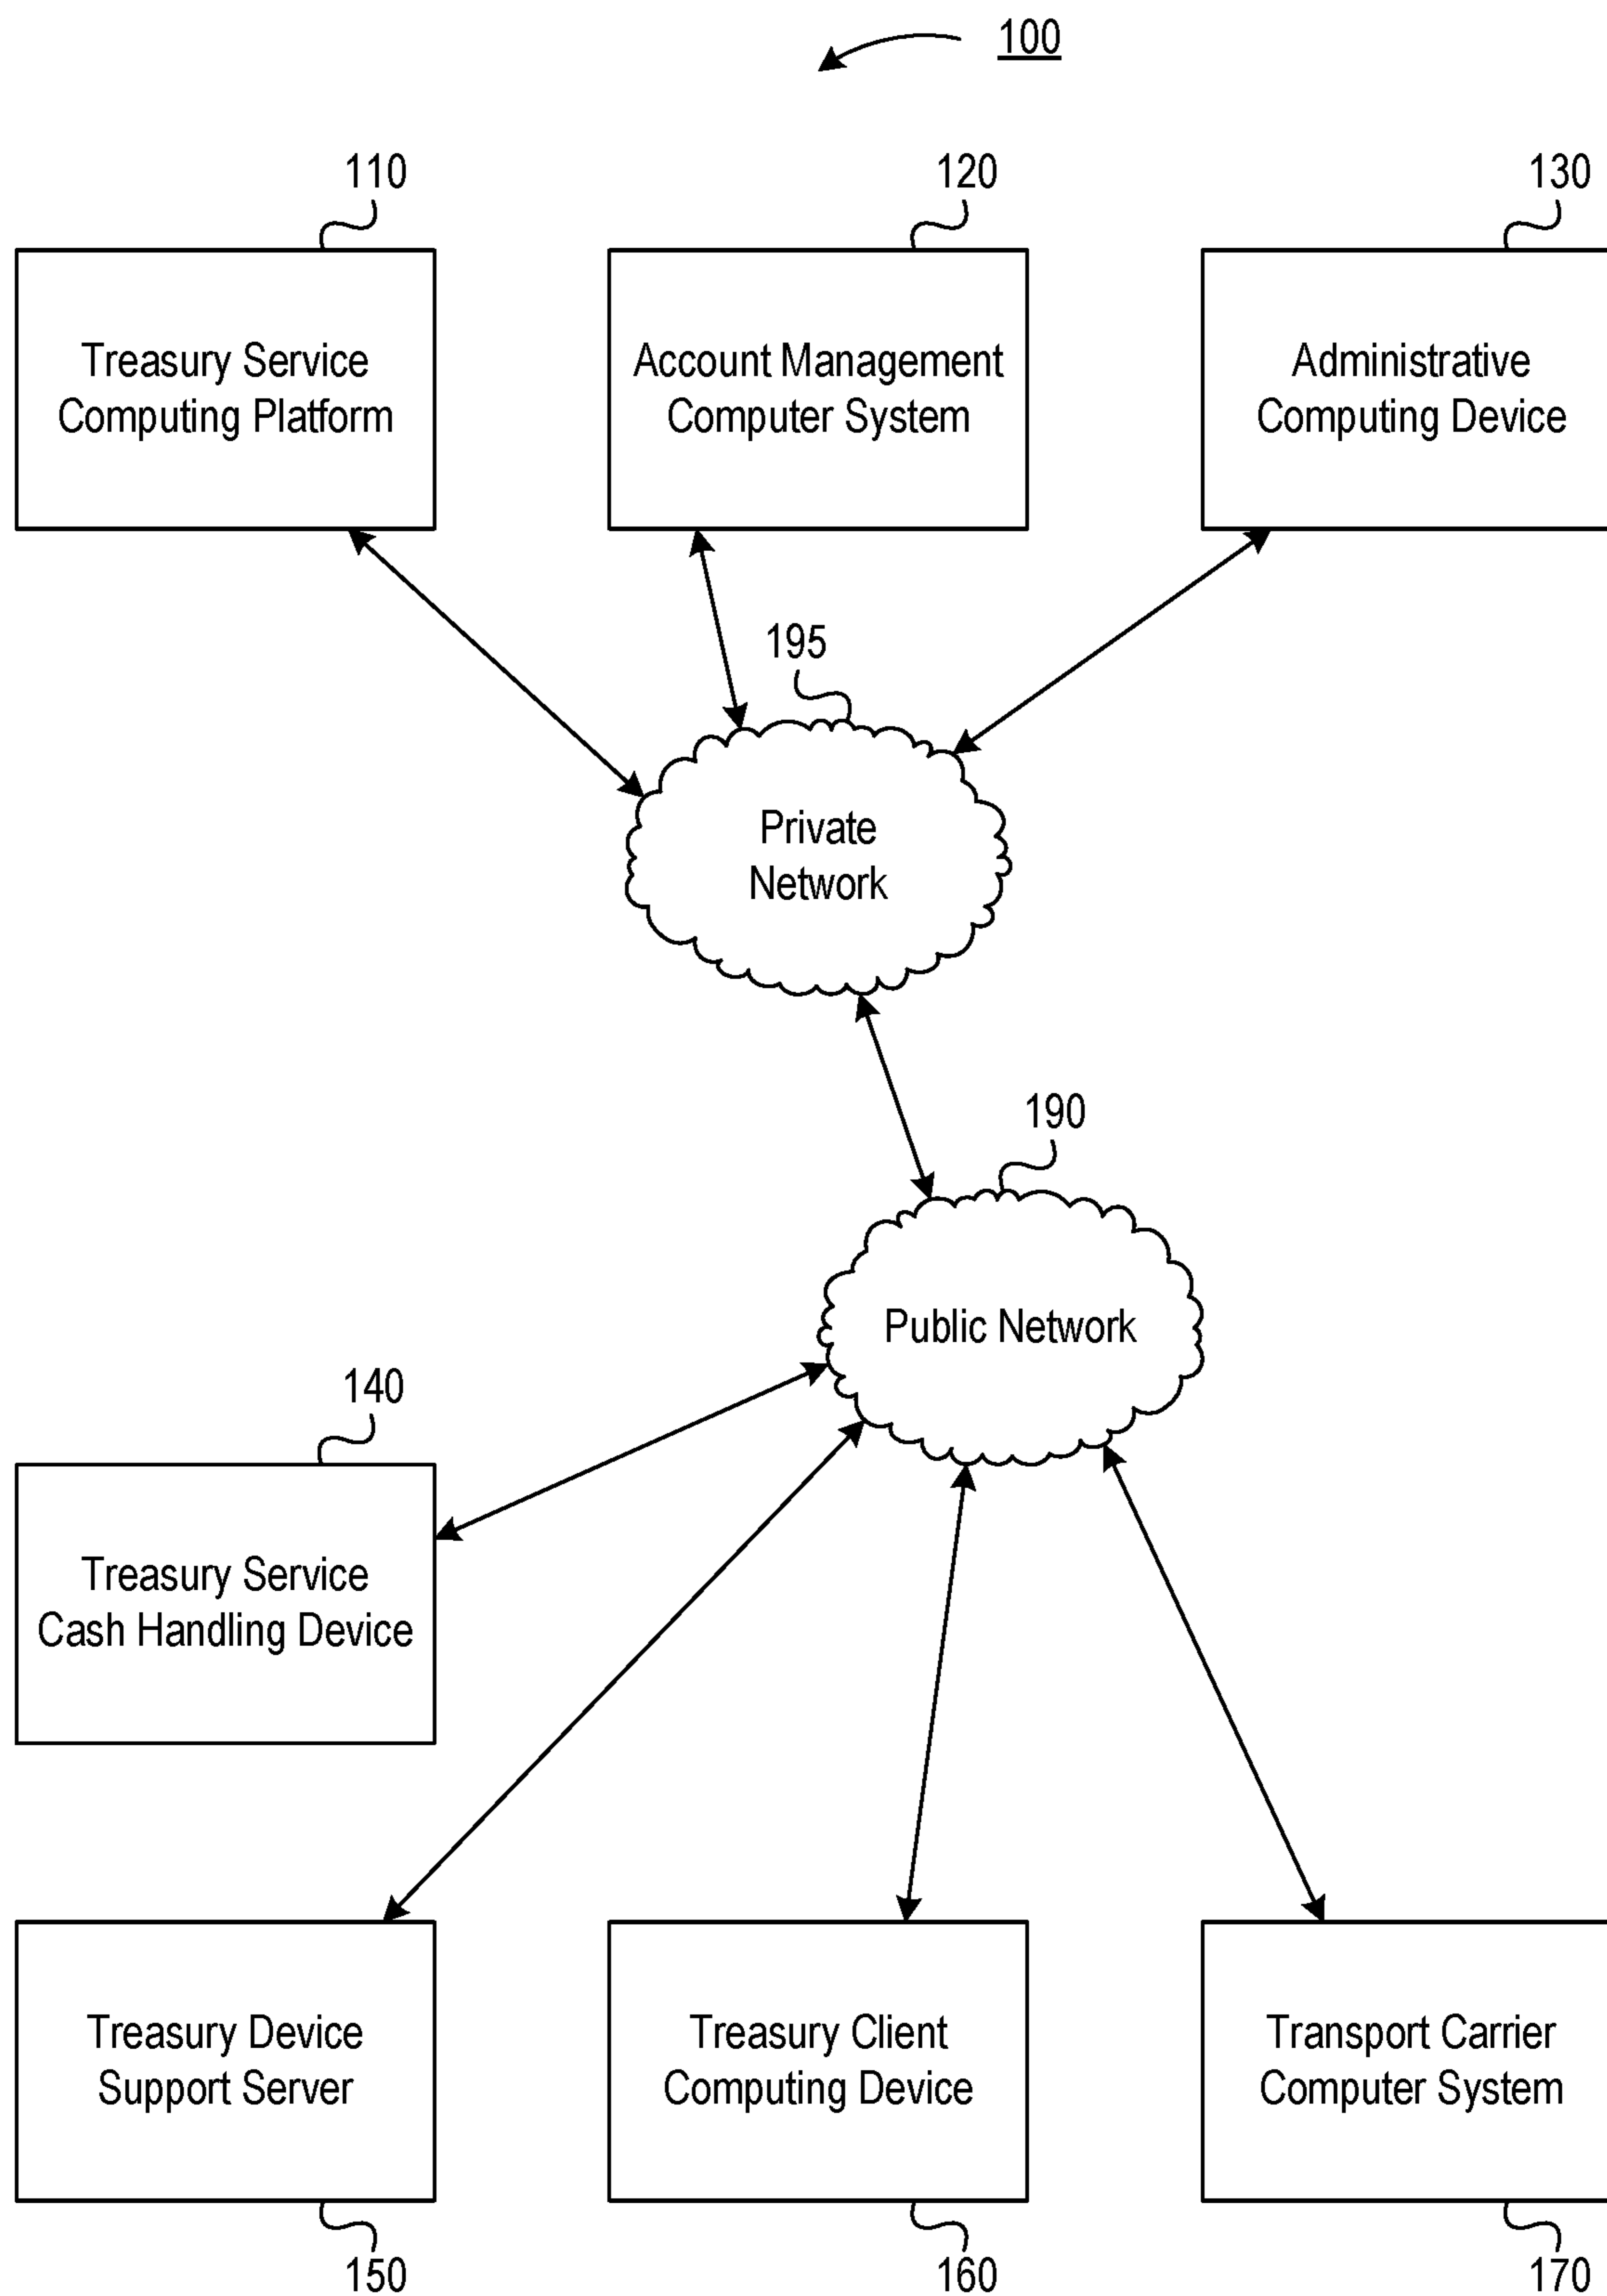 100
110
120
130
Treasury Service
Computing Platform
Account Management
Computer System
Administrative
Computing Device
195
Private
Network
190
Public Network
140
Treasury Service
Cash Handling Device
Treasury Device
Support Server
Treasury Client
Computing Device
Transport Carrier
Computer System
150
160
170